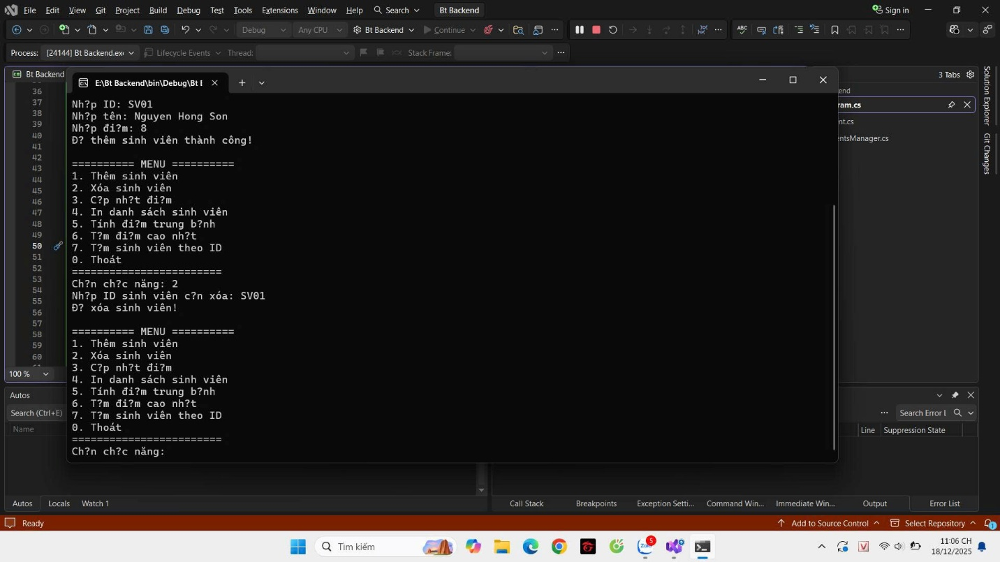 File Edit View Git Project Build Debug Test Tools Extensions Window Help Search Bt Backend Sign in
Debug Any CPU Bt Backend Continue
Process: [24144] Bt Backend.exe Lifecycle Events Thread: Stack Frame:
Bt Backend
3 Tabs
E:\Bt Backend\bin\Debug\Bt
Nh?p ID: SV01
Nh?p tên: Nguyen Hong Son
Nh?p đi?m: 8
Đ? thêm sinh viên thành công!
========== MENU ==========
1. Thêm sinh viên
2. Xóa sinh viên
3. C?p nh?t đi?m
4. In danh sách sinh viên
5. Tính đi?m trung b?nh
6. T?m đi?m cao nh?t
7. T?m sinh viên theo ID
0. Thoát
========================
Ch?n ch?c năng: 2
Nh?p ID sinh viên c?n xóa: SV01
Đ? xóa sinh viên!
========== MENU ==========
1. Thêm sinh viên
2. Xóa sinh viên
3. C?p nh?t đi?m
4. In danh sách sinh viên
5. Tính đi?m trung b?nh
6. T?m đi?m cao nh?t
7. T?m sinh viên theo ID
0. Thoát
========================
Ch?n ch?c năng:
36
37
38
39
40
41
42
43
44
45
46
47
48
49
50
51
52
53
54
55
56
57
58
59
60
100 %
end
ram.cs
nt.cs
entsManager.cs
Solution Explorer
Git Changes
Autos
Search (Ctrl+E)
Name
Search Error
Line Suppression State
Autos Locals Watch 1
Call Stack Breakpoints Exception Setti... Command Win... Immediate Win... Output Error List
Ready
Add to Source Control Select Repository 1
Tìm kiếm
Zalo 5
V
11:06 CH
18/12/2025